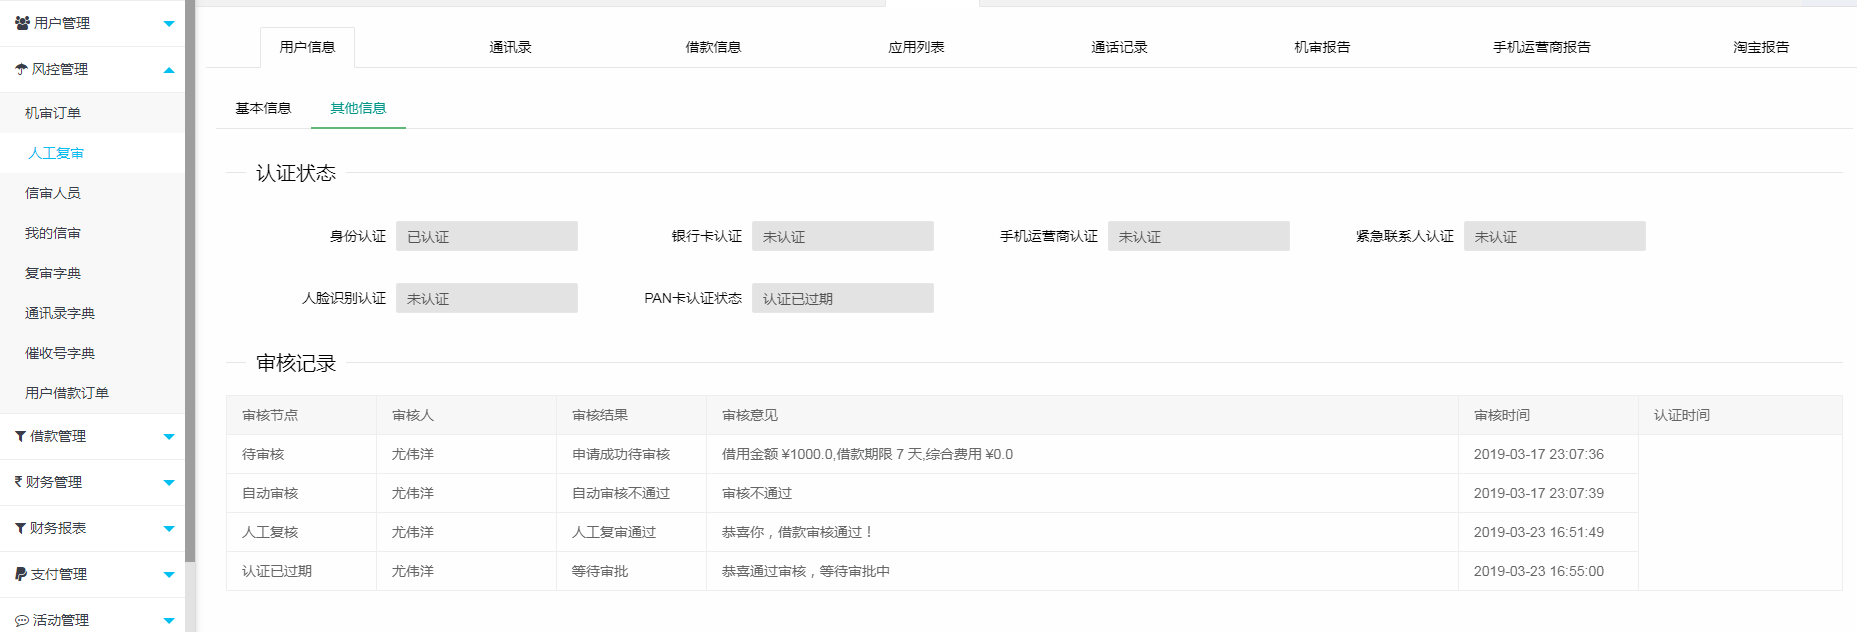 用户管理
风控管理
机审订单
人工复审
信审人员
我的信审
复审字典
通讯录字典
催收号字典
用户借款订单
借款管理
财务管理
财务报表
支付管理
活动管理
用户信息 通讯录 借款信息 应用列表 通话记录 机审报告 手机运营商报告 淘宝报告
基本信息 其他信息
认证状态
身份认证 已认证 银行卡认证 未认证 手机运营商认证 未认证 紧急联系人认证 未认证
人脸识别认证 未认证 PAN卡认证状态 认证已过期
审核记录
审核节点 审核人 审核结果 审核意见 审核时间 认证时间
待审核 尤伟洋 申请成功待审核 借用金额 ¥1000.0,借款期限 7 天,综合费用 ¥0.0 2019-03-17 23:07:36
自动审核 尤伟洋 自动审核不通过 审核不通过 2019-03-17 23:07:39
人工复核 尤伟洋 人工复审通过 恭喜你，借款审核通过！ 2019-03-23 16:51:49
认证已过期 尤伟洋 等待审批 恭喜通过审核，等待审批中 2019-03-23 16:55:00